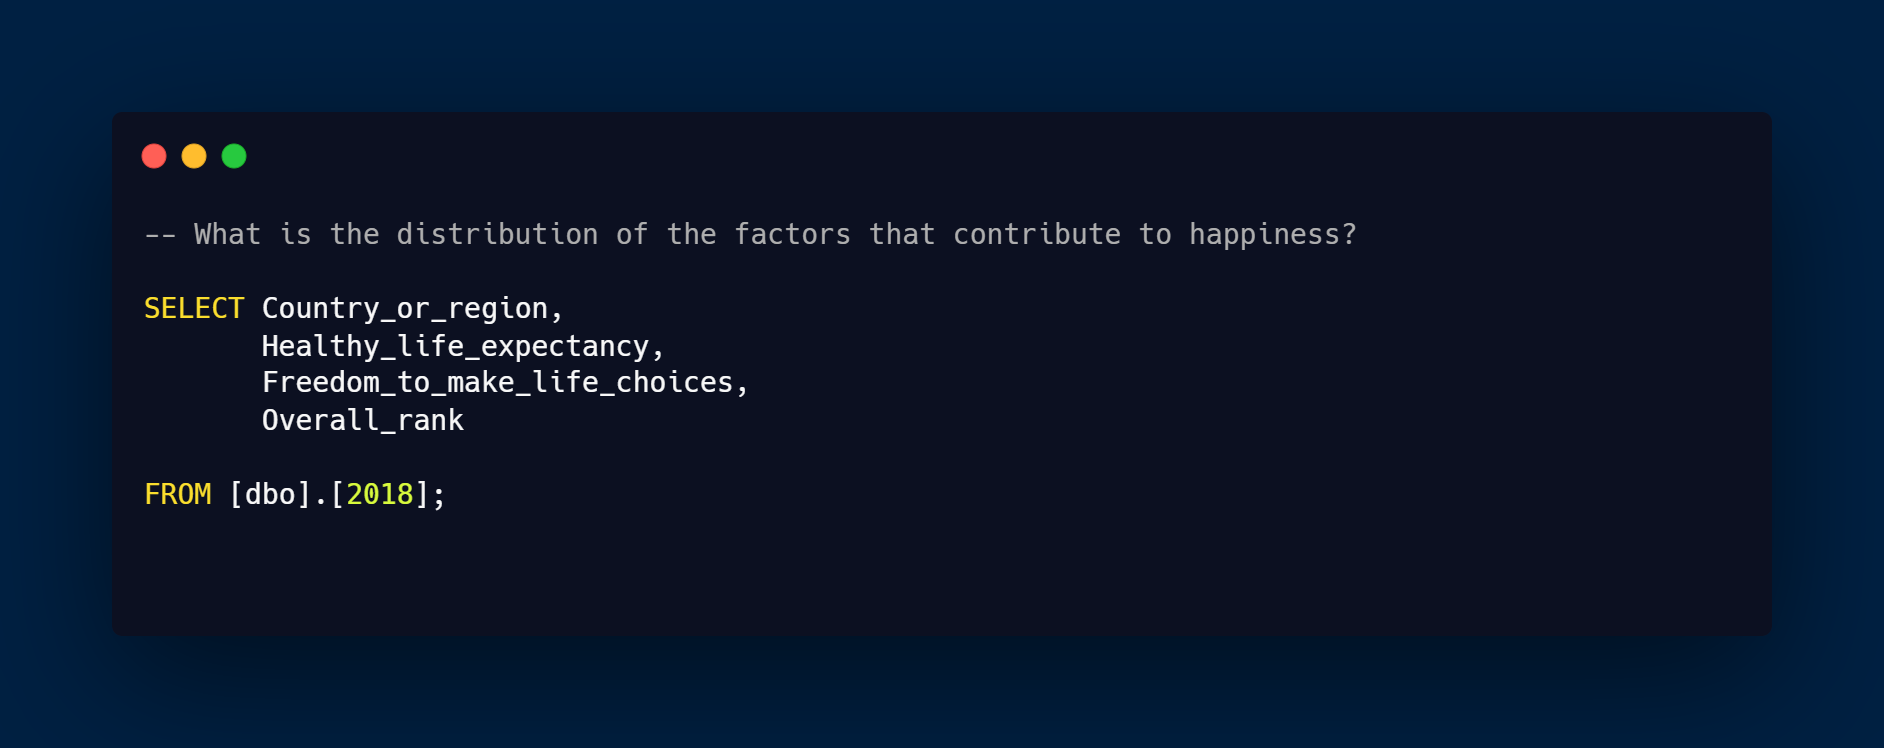 -- What is the distribution of the factors that contribute to happiness?
SELECT Country_or_region,
Healthy_life_expectancy,
Freedom_to_make_life_choices,
Overall_rank
FROM [dbo].[2018];